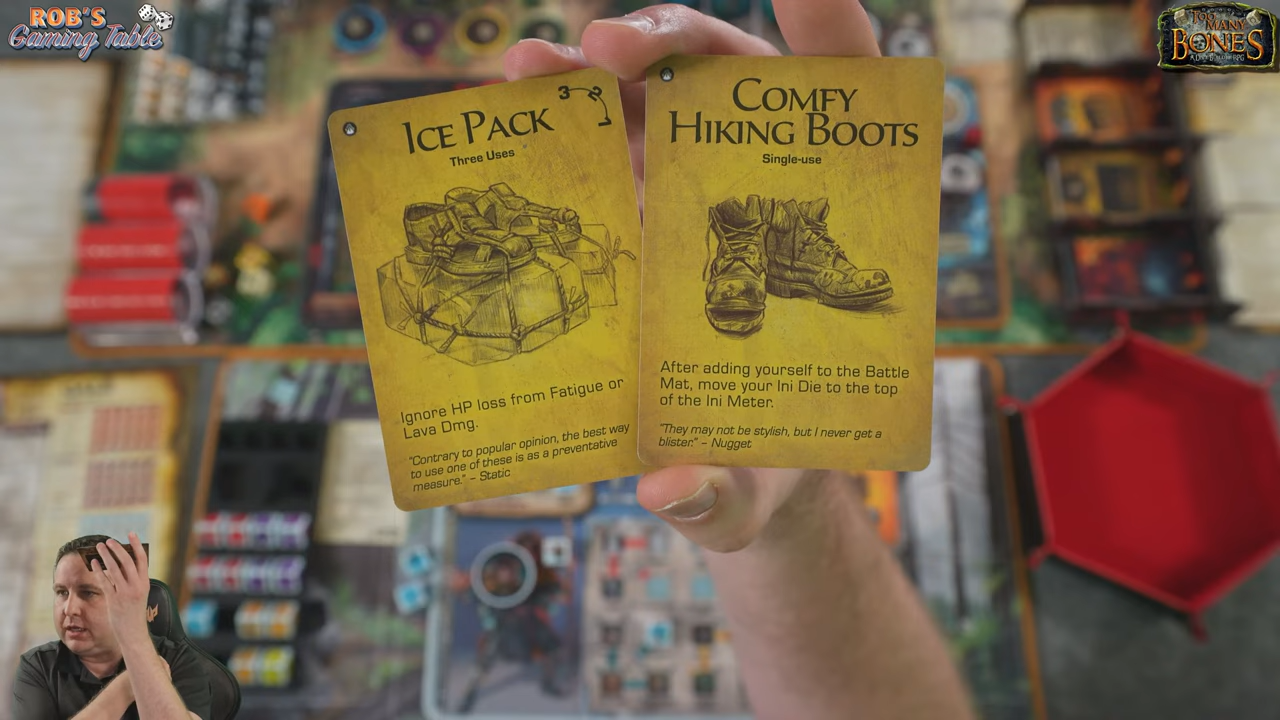 ROB'S
Gaming Table
TOO
MANY
BONES
ICE PACK
3 2
1
Three Uses
Ignore HP loss from Fatigue or
Lava Dmg.
"Contrary to popular opinion, the best way
to use one of these is as a preventative
measure." – Static
COMFY
HIKING BOOTS
Single-use
After adding yourself to the Battle
Mat, move your Ini Die to the top
of the Ini Meter.
"They may not be stylish, but I never get a
blister." – Nugget